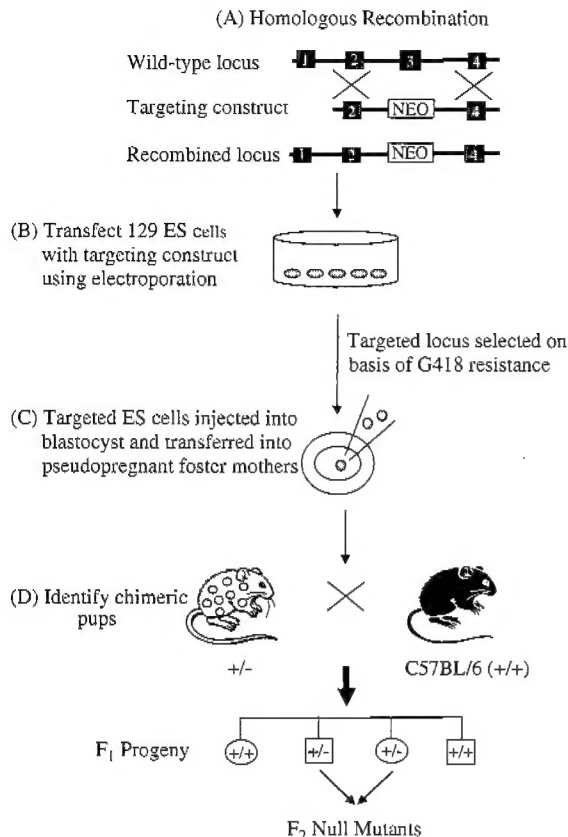 (A) Homologous Recombination
Wild-type locus 1 2 3 4
Targeting construct 2 NEO 4
Recombined locus 1 2 NEO 4
(B) Transfect 129 ES cells
with targeting construct
using electroporation
Targeted locus selected on
basis of G418 resistance
(C) Targeted ES cells injected into
blastocyst and transferred into
pseudopregnant foster mothers
(D) Identify chimeric
pups
+/- C57BL/6 (+/+)
F1 Progeny +/+ +/- +/- +/+
F2 Null Mutants